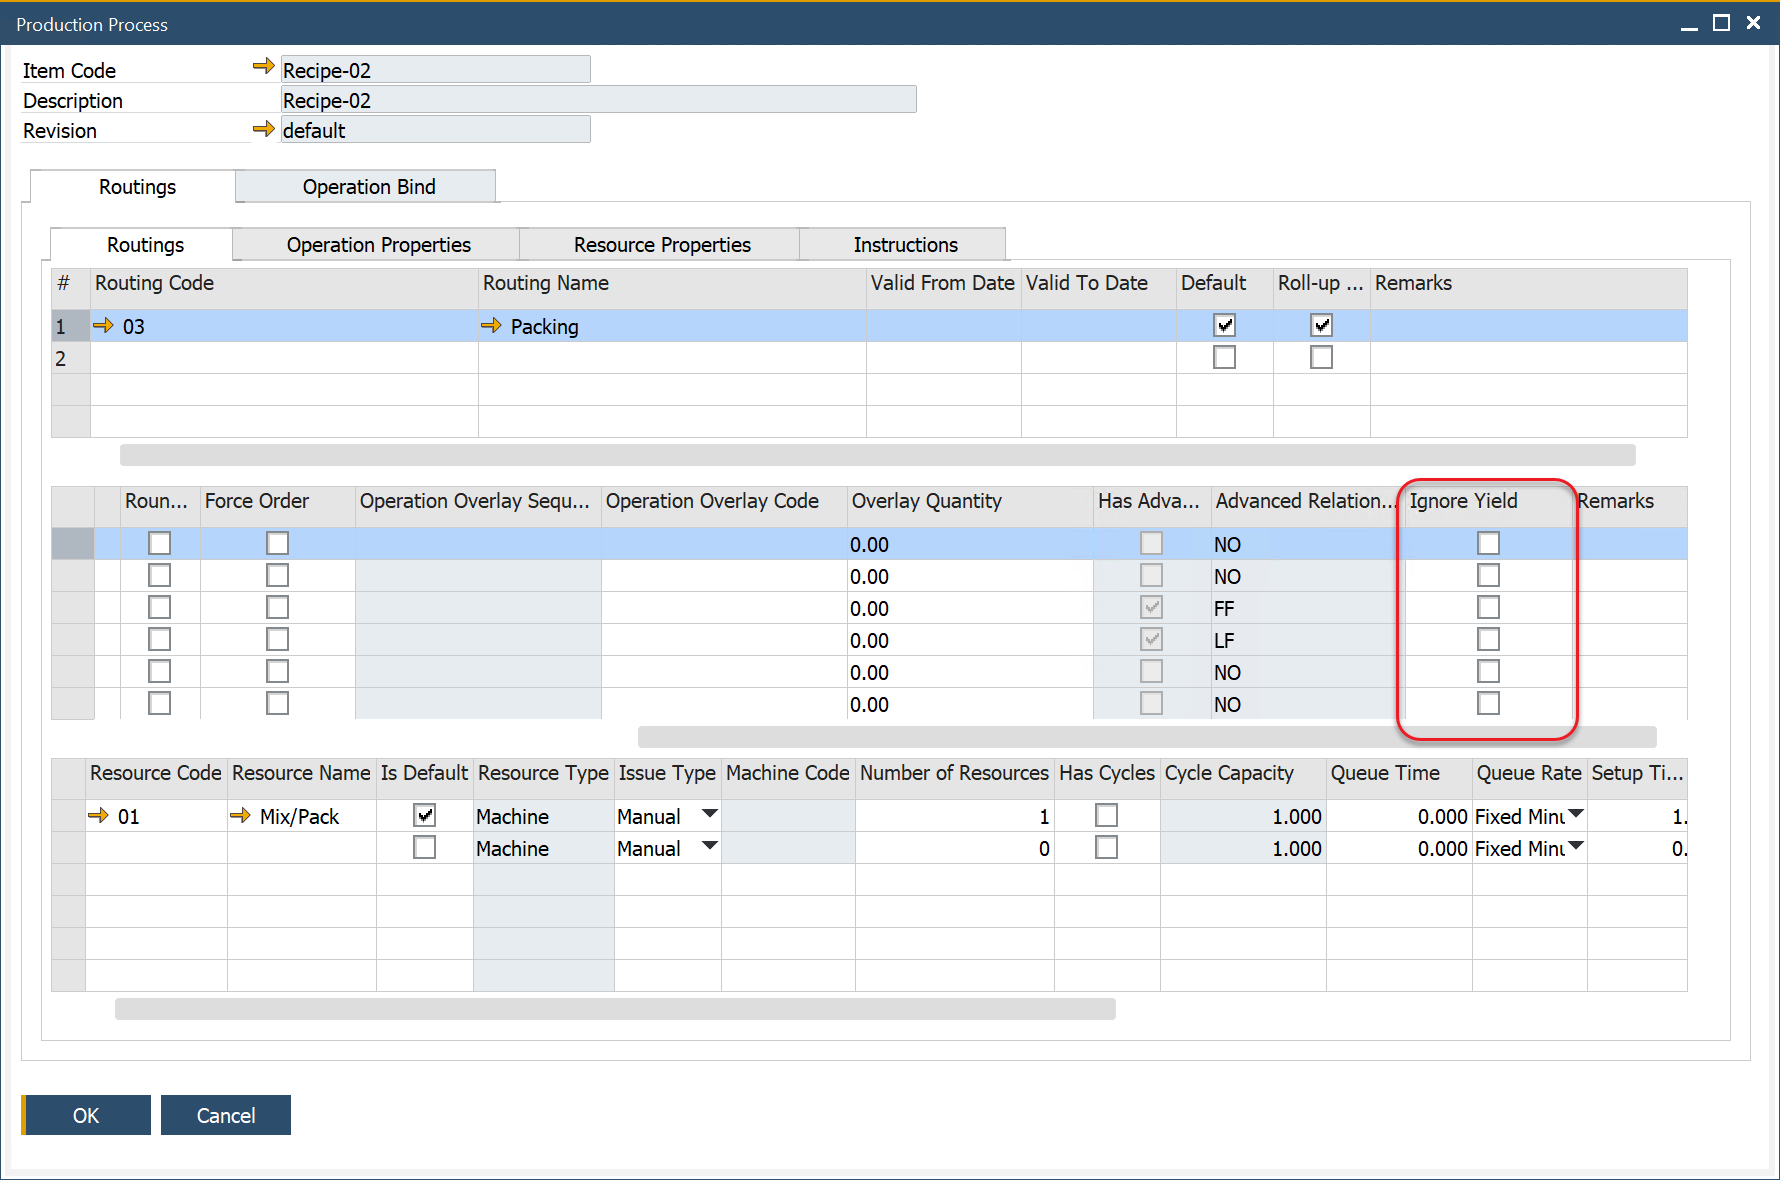 Production Process
Item Code Recipe-02
Description Recipe-02
Revision default
Routings Operation Bind
Routings Operation Properties Resource Properties Instructions
# Routing Code Routing Name Valid From Date Valid To Date Default Roll-up ... Remarks
1 03 Packing
2
Roun... Force Order Operation Overlay Sequ... Operation Overlay Code Overlay Quantity Has Adva... Advanced Relation... Ignore Yield Remarks
0.00 NO
0.00 NO
0.00 FF
0.00 LF
0.00 NO
0.00 NO
Resource Code Resource Name Is Default Resource Type Issue Type Machine Code Number of Resources Has Cycles Cycle Capacity Queue Time Queue Rate Setup Ti...
01 Mix/Pack Machine Manual 1 1.000 0.000 Fixed Minu 1.
Machine Manual 0 1.000 0.000 Fixed Minu 0.
OK Cancel